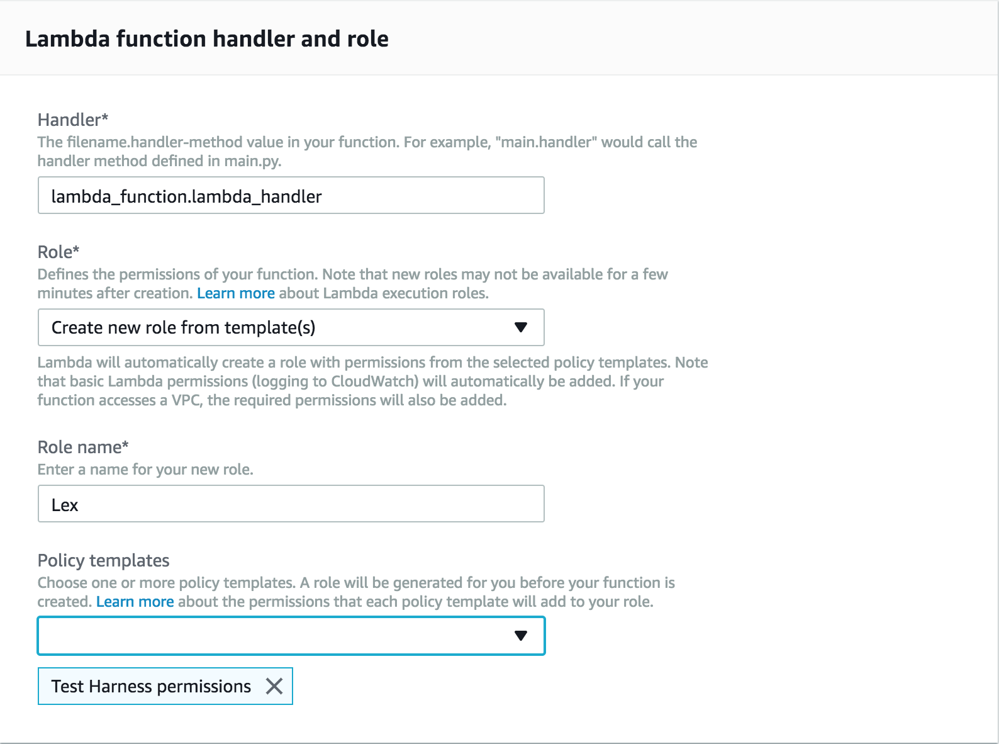 Lambda function handler and role
Handler*
The filename.handler-method value in your function. For example, "main.handler" would call the
handler method defined in main.py.
lambda_function.lambda_handler
Role*
Defines the permissions of your function. Note that new roles may not be available for a few
minutes after creation. Learn more about Lambda execution roles.
Create new role from template(s)
Lambda will automatically create a role with permissions from the selected policy templates. Note
that basic Lambda permissions (logging to CloudWatch) will automatically be added. If your
function accesses a VPC, the required permissions will also be added.
Role name*
Enter a name for your new role.
Lex
Policy templates
Choose one or more policy templates. A role will be generated for you before your function is
created. Learn more about the permissions that each policy template will add to your role.
Test Harness permissions